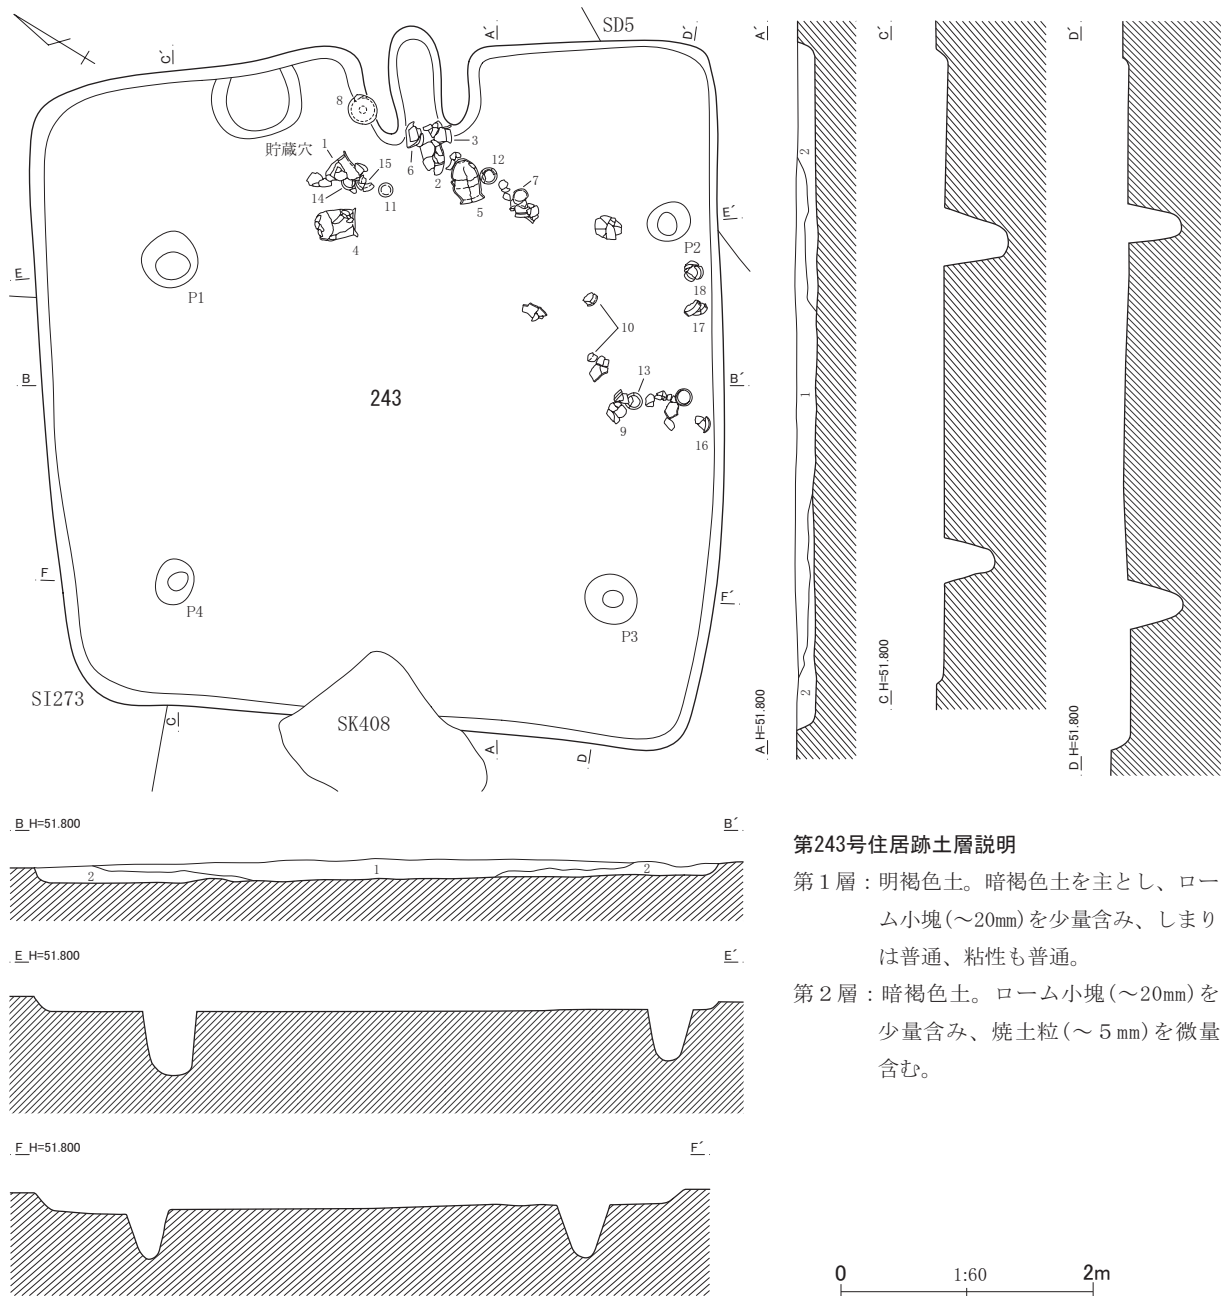 SD5
A´
D´
C´
8
3
貯蔵穴
1
6
15
12
2
7
14
11
5
4
E´
P2
E
P1
18
17
10
B
B´
243
13
9
16
F
F´
P4
P3
SI273
SK408
C
A
D
A´
C´
D´
2
1
2
A H=51.800
C H=51.800
D H=51.800
B H=51.800
B´
2
1
2
E H=51.800
E´
F H=51.800
F´
第243号住居跡土層説明
第1層:明褐色土。暗褐色土を主とし、ロー
ム小塊(～20mm)を少量含み、しまり
は普通、粘性も普通。
第2層:暗褐色土。ローム小塊(～20mm)を
少量含み、焼土粒(～5mm)を微量
含む。
0 1:60 2m